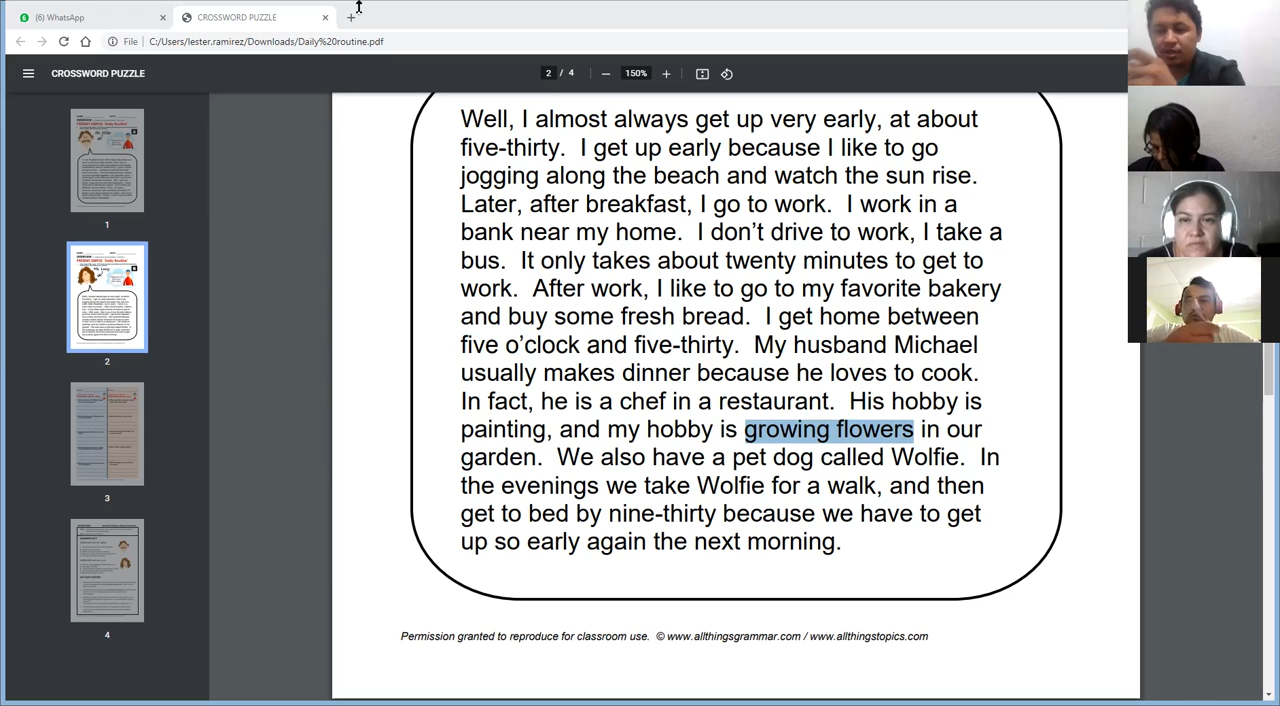 (6) WhatsApp
CROSSWORD PUZZLE
File C:/Users/lester.ramirez/Downloads/Daily%20routine.pdf
CROSSWORD PUZZLE
2 / 4
150%
1
2
3
4
Well, I almost always get up very early, at about
five-thirty. I get up early because I like to go
jogging along the beach and watch the sun rise.
Later, after breakfast, I go to work. I work in a
bank near my home. I don't drive to work, I take a
bus. It only takes about twenty minutes to get to
work. After work, I like to go to my favorite bakery
and buy some fresh bread. I get home between
five o'clock and five-thirty. My husband Michael
usually makes dinner because he loves to cook.
In fact, he is a chef in a restaurant. His hobby is
painting, and my hobby is growing flowers in our
garden. We also have a pet dog called Wolfie. In
the evenings we take Wolfie for a walk, and then
get to bed by nine-thirty because we have to get
up so early again the next morning.
Permission granted to reproduce for classroom use. © www.allthingsgrammar.com / www.allthingstopics.com